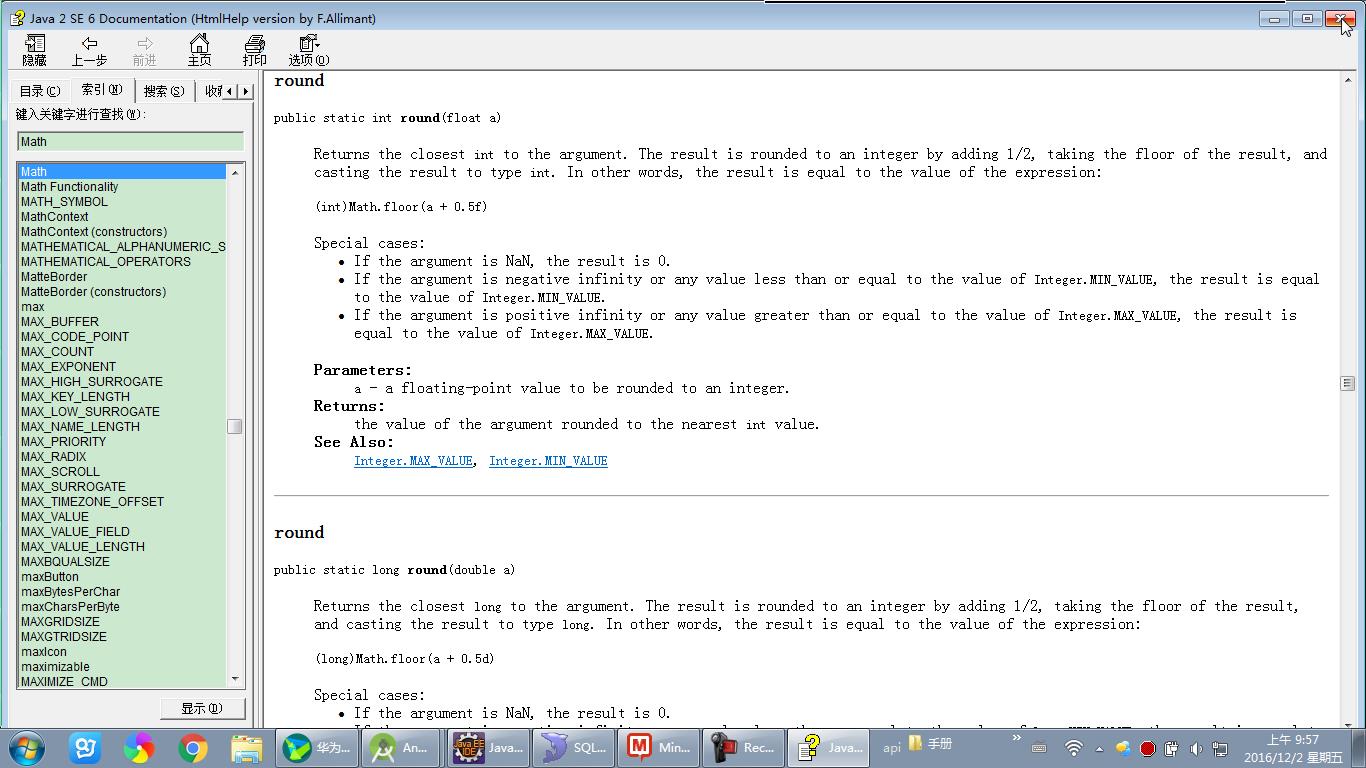 Java 2 SE 6 Documentation (HtmlHelp version by F.Allimant)
隐藏 上一步 前进 主页 打印 选项(O)
目录(C) 索引(N) 搜索(S)
键入关键字进行查找(W):
Math
Math
Math Functionality
MATH_SYMBOL
MathContext
MathContext (constructors)
MATHEMATICAL_ALPHANUMERIC_S
MATHEMATICAL_OPERATORS
MatteBorder
MatteBorder (constructors)
max
MAX_BUFFER
MAX_CODE_POINT
MAX_COUNT
MAX_EXPONENT
MAX_HIGH_SURROGATE
MAX_KEY_LENGTH
MAX_LOW_SURROGATE
MAX_NAME_LENGTH
MAX_PRIORITY
MAX_RADIX
MAX_SCROLL
MAX_SURROGATE
MAX_TIMEZONE_OFFSET
MAX_VALUE
MAX_VALUE_FIELD
MAX_VALUE_LENGTH
MAXBQUALSIZE
maxButton
maxBytesPerChar
maxCharsPerByte
MAXGRIDSIZE
MAXGTRIDSIZE
maxIcon
maximizable
MAXIMIZE_CMD
显示(D)
round
public static int round(float a)
Returns the closest int to the argument. The result is rounded to an integer by adding 1/2, taking the floor of the result, and
casting the result to type int. In other words, the result is equal to the value of the expression:
(int)Math.floor(a + 0.5f)
Special cases:
• If the argument is NaN, the result is 0.
• If the argument is negative infinity or any value less than or equal to the value of Integer.MIN_VALUE, the result is equal
to the value of Integer.MIN_VALUE.
• If the argument is positive infinity or any value greater than or equal to the value of Integer.MAX_VALUE, the result is
equal to the value of Integer.MAX_VALUE.
Parameters:
a - a floating-point value to be rounded to an integer.
Returns:
the value of the argument rounded to the nearest int value.
See Also:
Integer.MAX_VALUE, Integer.MIN_VALUE
round
public static long round(double a)
Returns the closest long to the argument. The result is rounded to an integer by adding 1/2, taking the floor of the result,
and casting the result to type long. In other words, the result is equal to the value of the expression:
(long)Math.floor(a + 0.5d)
Special cases:
• If the argument is NaN, the result is 0.
华为... An... Java... SQL... Min... Rec... Java... api 手册
上午 9:57
2016/12/2 星期五